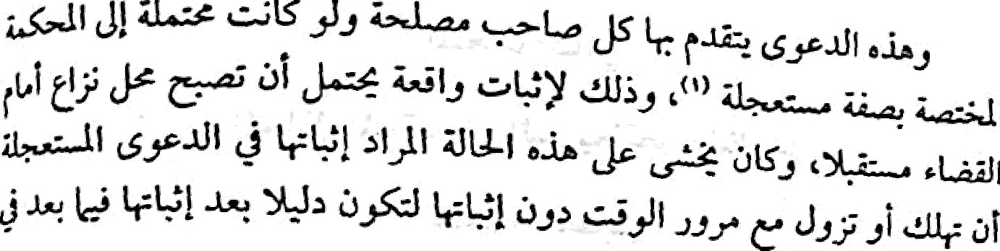 وهذه الدعوى يتقدم بها كل صاحب مصلحة ولو كانت محتملة إلى المحكمة
لمختصة بصفة مستعجلة (١)، وذلك لإثبات واقعة يحتمل أن تصبح محل نزاع أمام
القضاء مستقبلا، وكان يخشى على هذه الحالة المراد إثباتها في الدعوى المستعجلة
أن تهلك أو تزول مع مرور الوقت دون إثباتها لتكون دليلا بعد إثباتها فيما بعد في